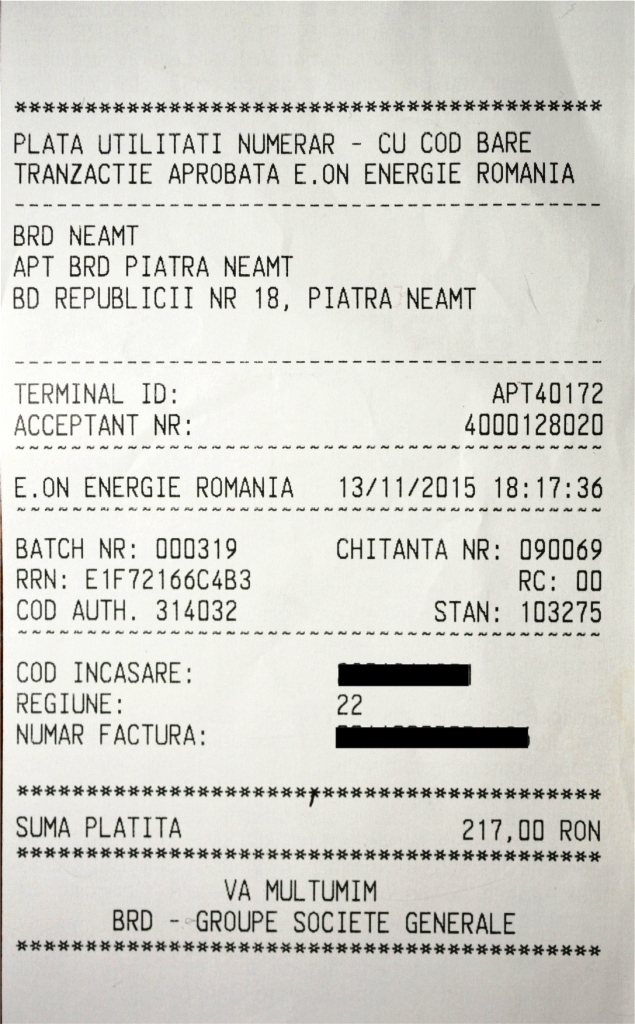 ******************************************
PLATA UTILITATI NUMERAR - CU COD BARE
TRANZACTIE APROBATA E.ON ENERGIE ROMANIA
------------------------------------------
BRD NEAMT
APT BRD PIATRA NEAMT
BD REPUBLICII NR 18, PIATRA NEAMT
------------------------------------------
TERMINAL ID: APT40172
ACCEPTANT NR: 4000128020
~~~~~~~~~~~~~~~~~~~~~~~~~~~~~~~~~~~~~~~~~~
E.ON ENERGIE ROMANIA 13/11/2015 18:17:36
~~~~~~~~~~~~~~~~~~~~~~~~~~~~~~~~~~~~~~~~~~
BATCH NR: 000319 CHITANTA NR: 090069
RRN: E1F72166C4B3 RC: 00
COD AUTH. 314032 STAN: 103275
~~~~~~~~~~~~~~~~~~~~~~~~~~~~~~~~~~~~~~~~~~
COD INCASARE:
REGIUNE: 22
NUMAR FACTURA:
******************************************
SUMA PLATITA 217,00 RON
******************************************
VA MULTUMIM
BRD - GROUPE SOCIETE GENERALE
******************************************